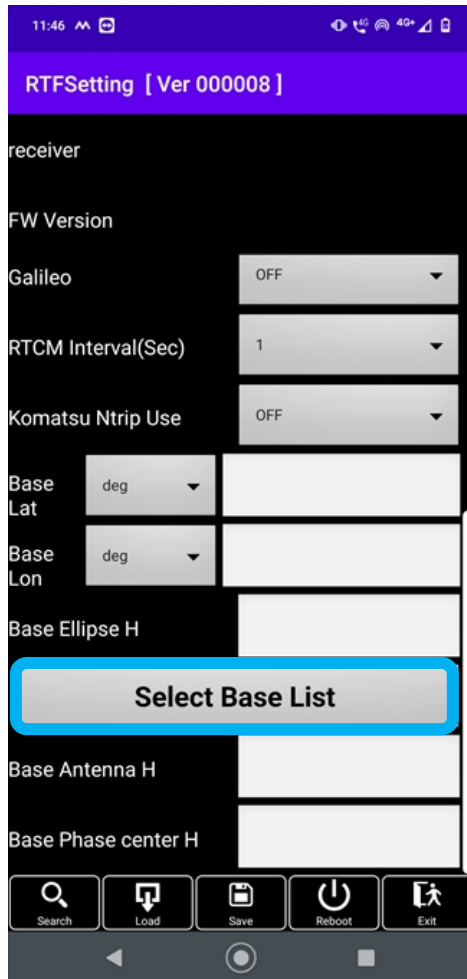 11:46 4G 4G+
RTFSetting [ Ver 000008 ]
receiver
FW Version
Galileo OFF
RTCM Interval(Sec) 1
Komatsu Ntrip Use OFF
Base Lat deg
Base Lon deg
Base Ellipse H
Select Base List
Base Antenna H
Base Phase center H
Search Load Save Reboot Exit